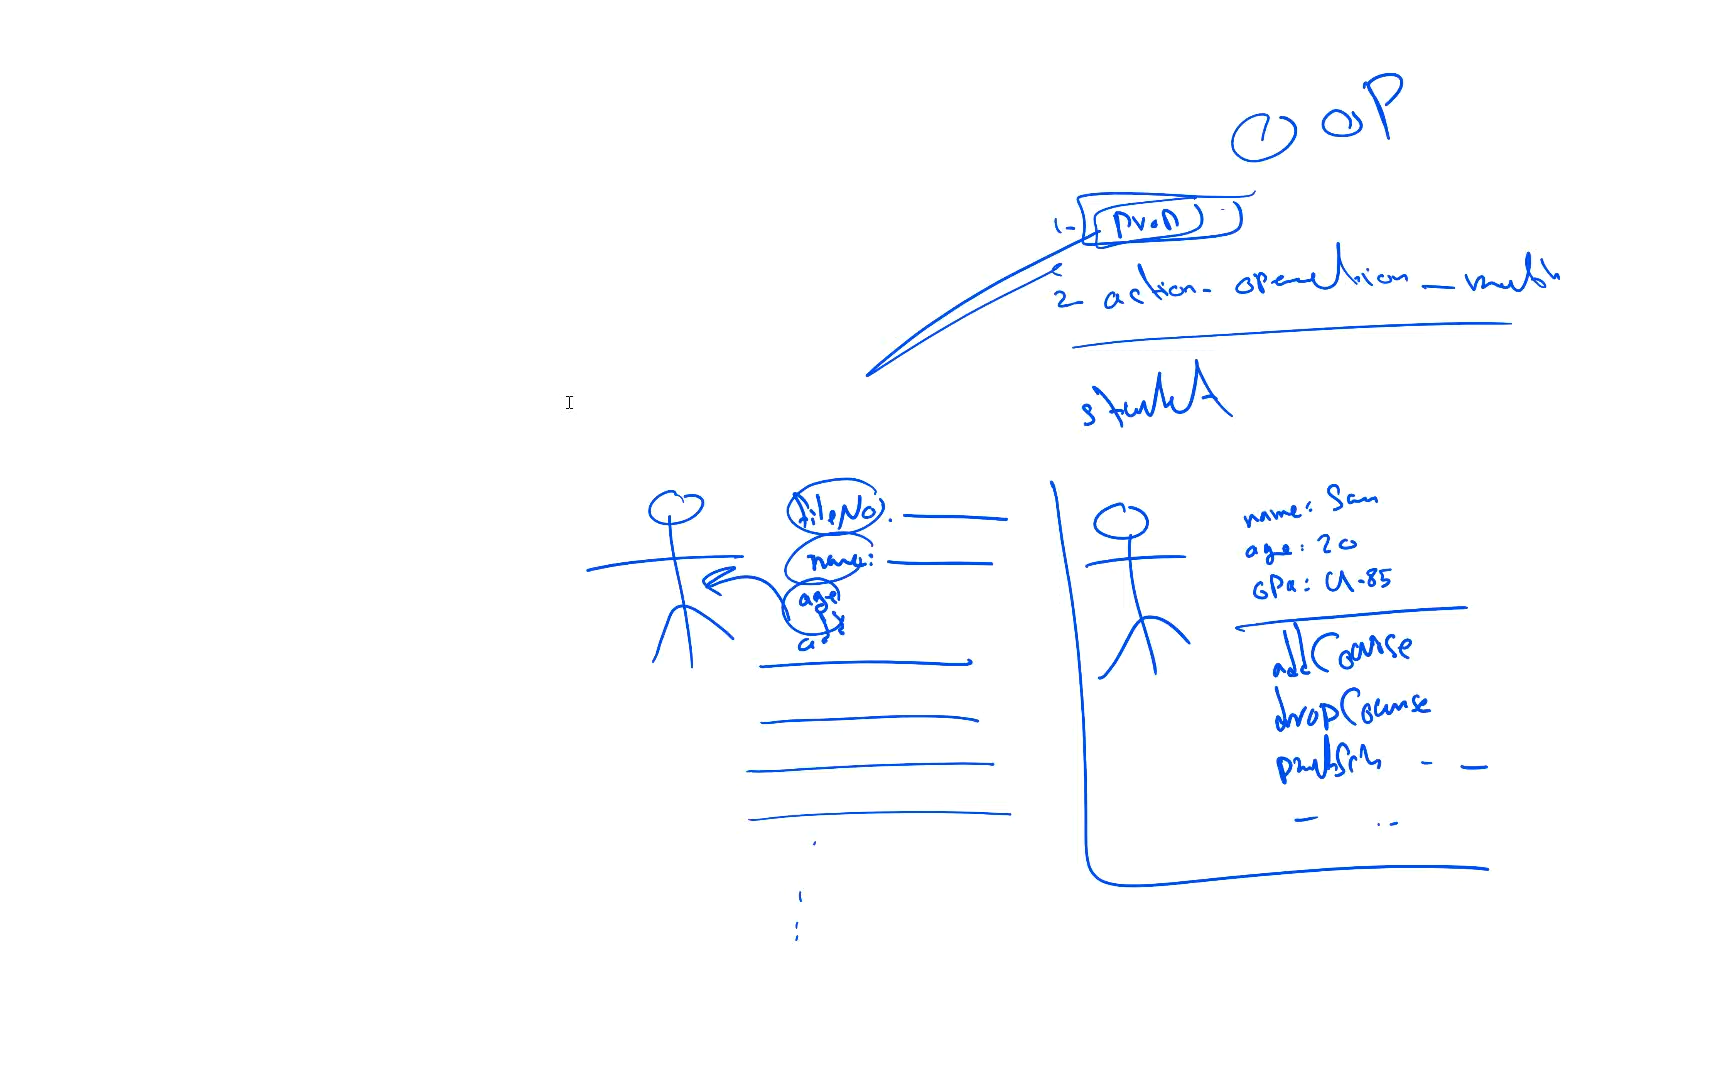 OOP
1- prop
2- action - operation - meth
student
fileNo.
name:
age
name: San
age: 20
GPa: 4.85
addCourse
dropCourse